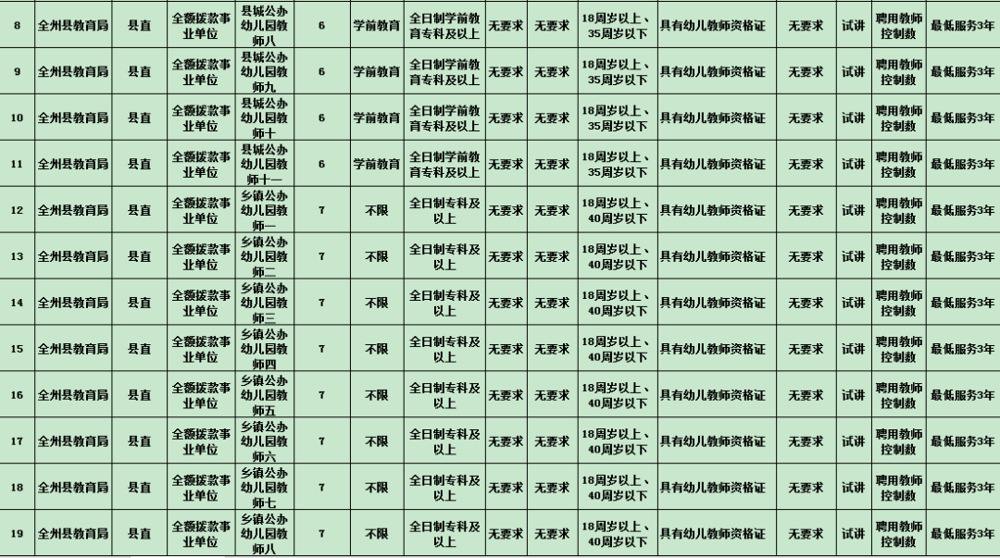 8 全州县教育局 县直 全额拨款事业单位 县城公办幼儿园教师八 6 学前教育 全日制学前教育专科及以上 无要求 无要求 18周岁以上、35周岁以下 具有幼儿教师资格证 无要求 试讲 聘用教师控制数 最低服务3年
9 全州县教育局 县直 全额拨款事业单位 县城公办幼儿园教师九 6 学前教育 全日制学前教育专科及以上 无要求 无要求 18周岁以上、35周岁以下 具有幼儿教师资格证 无要求 试讲 聘用教师控制数 最低服务3年
10 全州县教育局 县直 全额拨款事业单位 县城公办幼儿园教师十 6 学前教育 全日制学前教育专科及以上 无要求 无要求 18周岁以上、35周岁以下 具有幼儿教师资格证 无要求 试讲 聘用教师控制数 最低服务3年
11 全州县教育局 县直 全额拨款事业单位 县城公办幼儿园教师十一 6 学前教育 全日制学前教育专科及以上 无要求 无要求 18周岁以上、35周岁以下 具有幼儿教师资格证 无要求 试讲 聘用教师控制数 最低服务3年
12 全州县教育局 县直 全额拨款事业单位 乡镇公办幼儿园教师一 7 不限 全日制专科及以上 无要求 无要求 18周岁以上、40周岁以下 具有幼儿教师资格证 无要求 试讲 聘用教师控制数 最低服务3年
13 全州县教育局 县直 全额拨款事业单位 乡镇公办幼儿园教师二 7 不限 全日制专科及以上 无要求 无要求 18周岁以上、40周岁以下 具有幼儿教师资格证 无要求 试讲 聘用教师控制数 最低服务3年
14 全州县教育局 县直 全额拨款事业单位 乡镇公办幼儿园教师三 7 不限 全日制专科及以上 无要求 无要求 18周岁以上、40周岁以下 具有幼儿教师资格证 无要求 试讲 聘用教师控制数 最低服务3年
15 全州县教育局 县直 全额拨款事业单位 乡镇公办幼儿园教师四 7 不限 全日制专科及以上 无要求 无要求 18周岁以上、40周岁以下 具有幼儿教师资格证 无要求 试讲 聘用教师控制数 最低服务3年
16 全州县教育局 县直 全额拨款事业单位 乡镇公办幼儿园教师五 7 不限 全日制专科及以上 无要求 无要求 18周岁以上、40周岁以下 具有幼儿教师资格证 无要求 试讲 聘用教师控制数 最低服务3年
17 全州县教育局 县直 全额拨款事业单位 乡镇公办幼儿园教师六 7 不限 全日制专科及以上 无要求 无要求 18周岁以上、40周岁以下 具有幼儿教师资格证 无要求 试讲 聘用教师控制数 最低服务3年
18 全州县教育局 县直 全额拨款事业单位 乡镇公办幼儿园教师七 7 不限 全日制专科及以上 无要求 无要求 18周岁以上、40周岁以下 具有幼儿教师资格证 无要求 试讲 聘用教师控制数 最低服务3年
19 全州县教育局 县直 全额拨款事业单位 乡镇公办幼儿园教师八 7 不限 全日制专科及以上 无要求 无要求 18周岁以上、40周岁以下 具有幼儿教师资格证 无要求 试讲 聘用教师控制数 最低服务3年